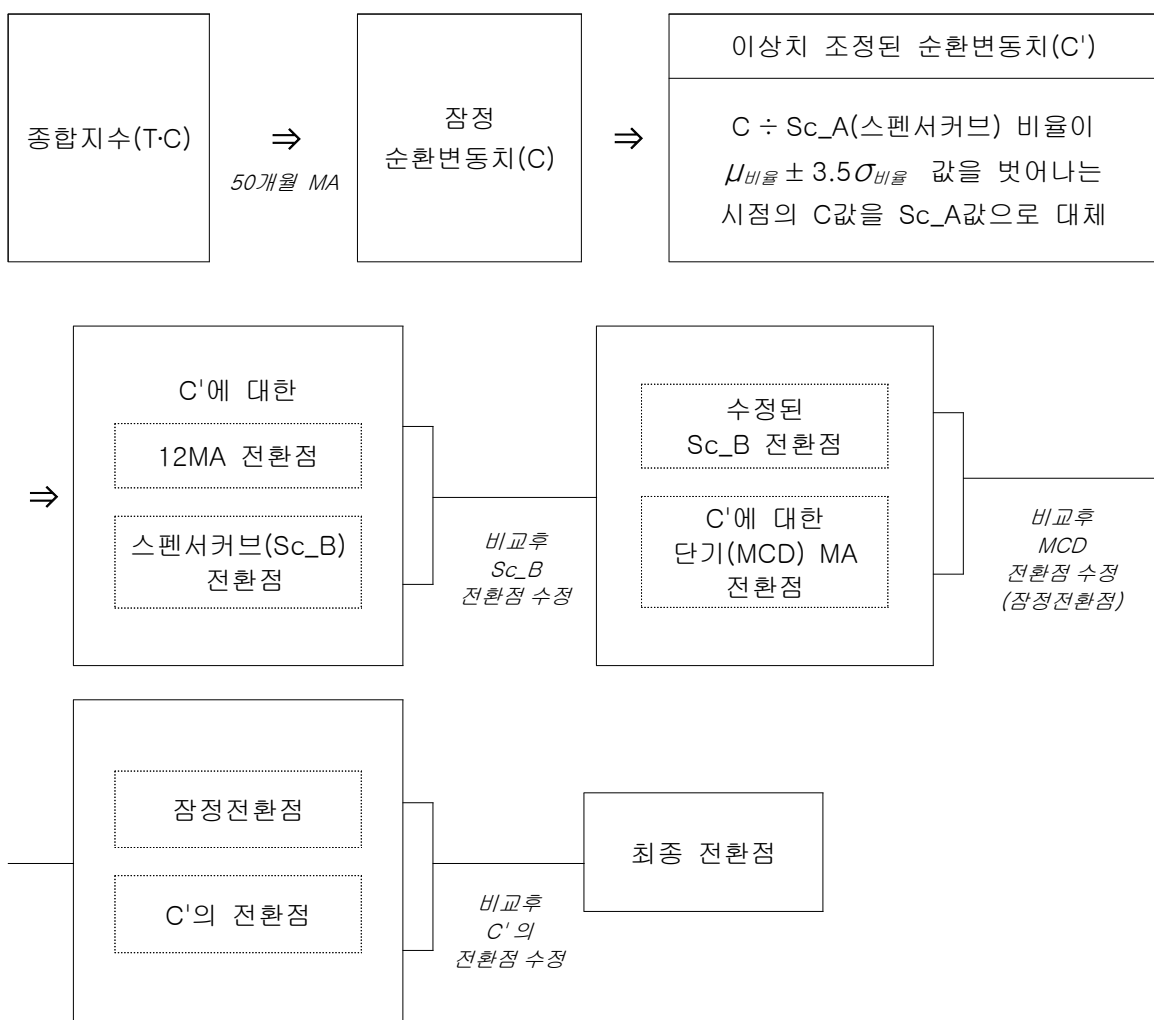 종합지수(T·C)
⇒
50개월 MA
잠정
순환변동치(C)
⇒
이상치 조정된 순환변동치(C')
C ÷ Sc_A(스펜서커브) 비율이
μ비율 ± 3.5σ비율 값을 벗어나는
시점의 C값을 Sc_A값으로 대체
⇒
C'에 대한
12MA 전환점
스펜서커브(Sc_B)
전환점
비교후
Sc_B
전환점 수정
수정된
Sc_B 전환점
C'에 대한
단기(MCD) MA
전환점
비교후
MCD
전환점 수정
(잠정전환점)
잠정전환점
C'의 전환점
비교후
C' 의
전환점 수정
최종 전환점